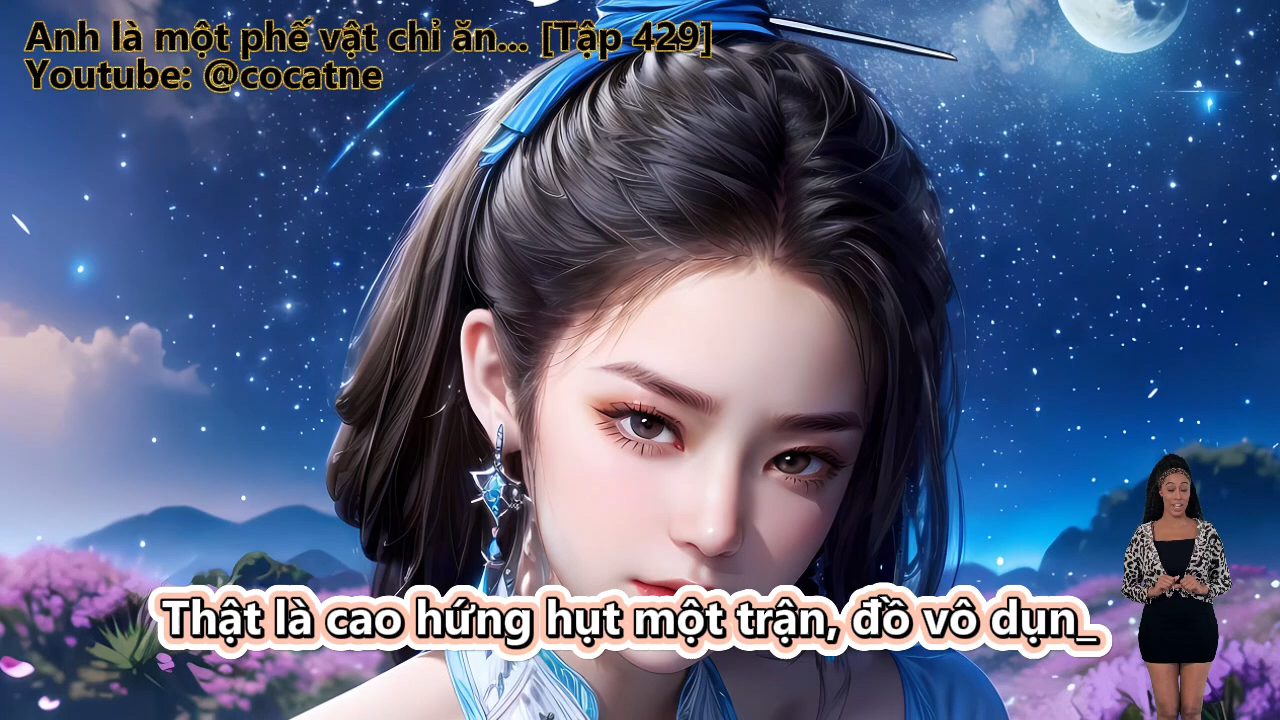 Anh là một phế vật chỉ ăn... [Tập 429]
Youtube: @cocatne
Thật là cao hứng hụt một trận, đồ vô dụn_